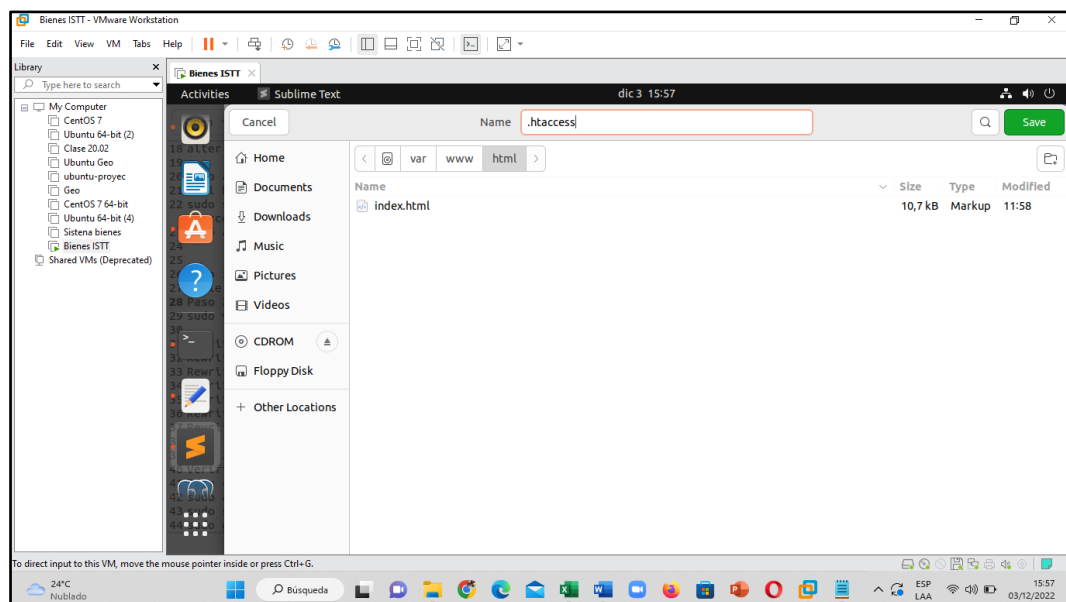 Bienes ISTT - VMware Workstation
File Edit View VM Tabs Help
Library
Type here to search
My Computer
CentOS 7
Ubuntu 64-bit (2)
Clase 20.02
Ubuntu Geo
ubuntu-proyec
Geo
CentOS 7 64-bit
Ubuntu 64-bit (4)
Sistena bienes
Bienes ISTT
Shared VMs (Deprecated)
Bienes ISTT
Activities Sublime Text dic 3 15:57
Cancel Name .htaccess Save
Home
Documents
Downloads
Music
Pictures
Videos
CDROM
Floppy Disk
+ Other Locations
var www html
Name Size Type Modified
index.html 10,7 kB Markup 11:58
18 alter
22 sudo
24
25
28 Paso
29 sudo
33 Rewri
To direct input to this VM, move the mouse pointer inside or press Ctrl+G.
24°C
Nublado
Búsqueda
ESP
LAA
15:57
03/12/2022